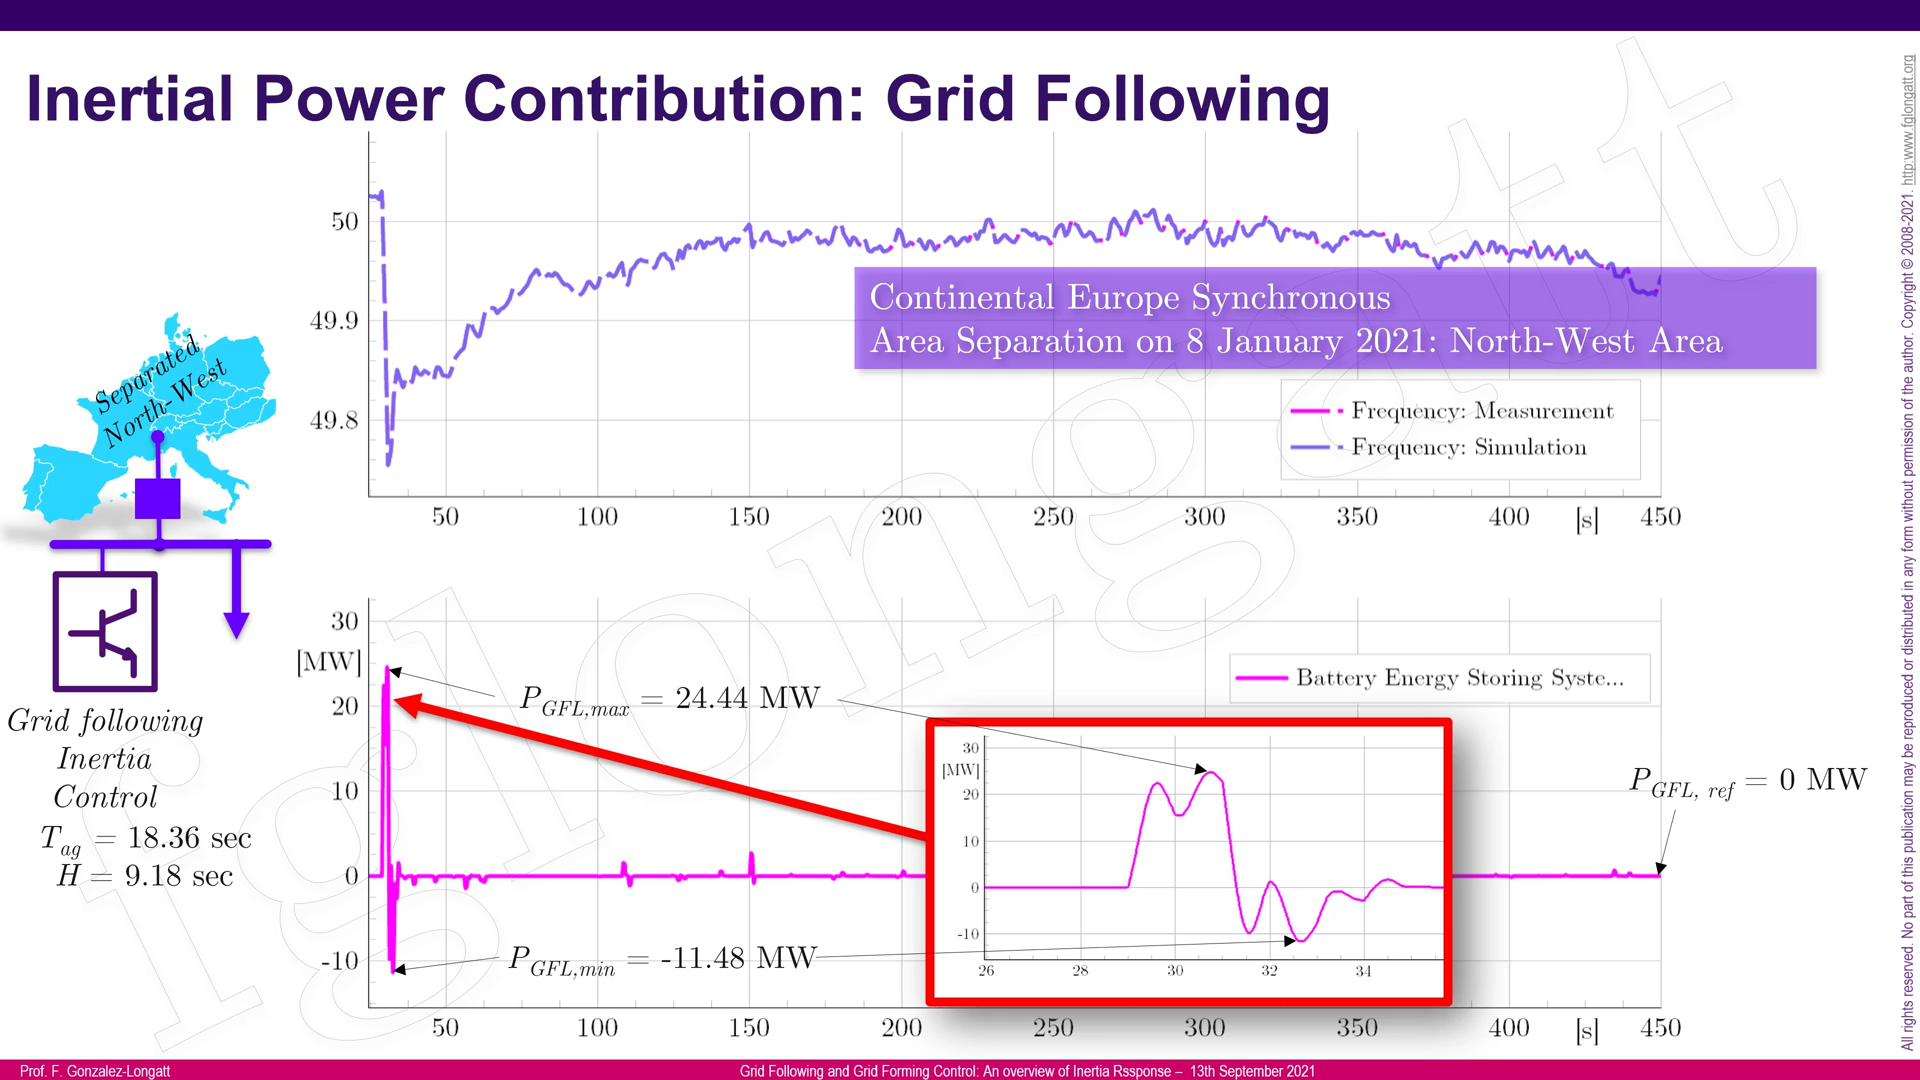 Inertial Power Contribution: Grid Following
50
49.9
49.8
50 100 150 200 250 300 350 400 [s] 450
Continental Europe Synchronous
Area Separation on 8 January 2021: North-West Area
Frequency: Measurement
Frequency: Simulation
Separated
North-West
Grid following
Inertia
Control
T_ag = 18.36 sec
H = 9.18 sec
30
[MW]
20
10
0
-10
50 100 150 200 250 300 350 400 [s] 450
Battery Energy Storing Syste...
P_GFL,max = 24.44 MW
P_GFL,min = -11.48 MW
P_GFL, ref = 0 MW
30
[MW]
20
10
0
-10
26 28 30 32 34
fglongatt
All rights reserved. No part of this publication may be reproduced or distributed in any form without permission of the author. Copyright © 2008-2021. http:www.fglongatt.org
Prof. F. Gonzalez-Longatt
Grid Following and Grid Forming Control: An overview of Inertia Rssponse – 13th September 2021